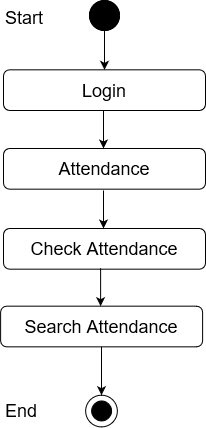 Start
Login
Attendance
Check Attendance
Search Attendance
End